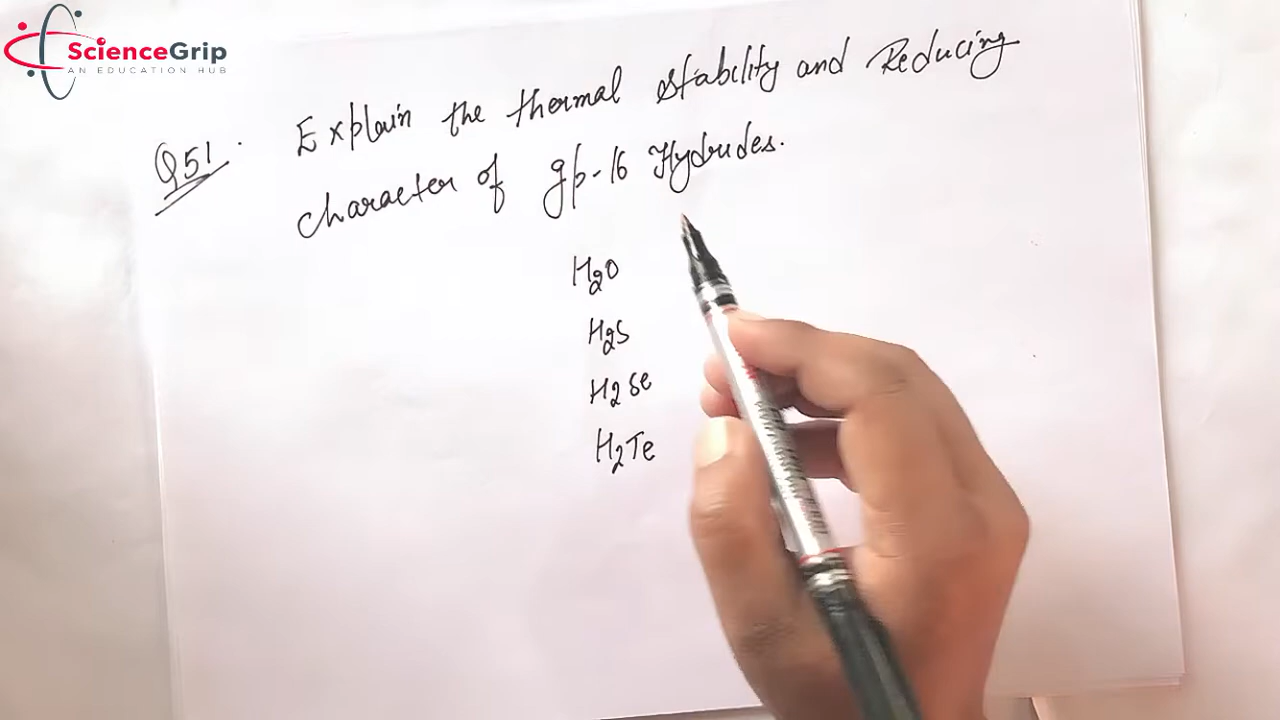 ScienceGrip
AN EDUCATION HUB
Q51. Explain the thermal stability and Reducing
character of gp-16 Hydrides.
H2O
H2S
H2Se
H2Te